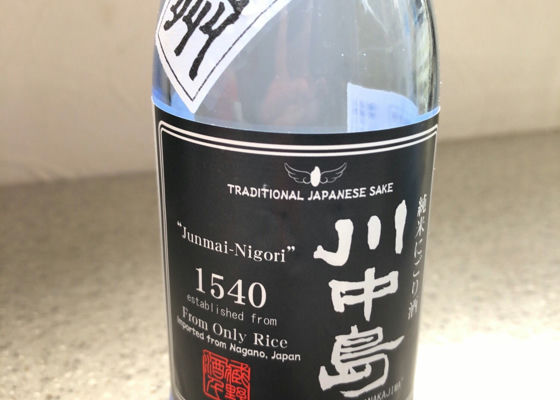 州
TRADITIONAL JAPANESE SAKE
川中島
純米にごり酒
"Junmai-Nigori"
1540
established from
From Only Rice
Imported from Nagano, Japan